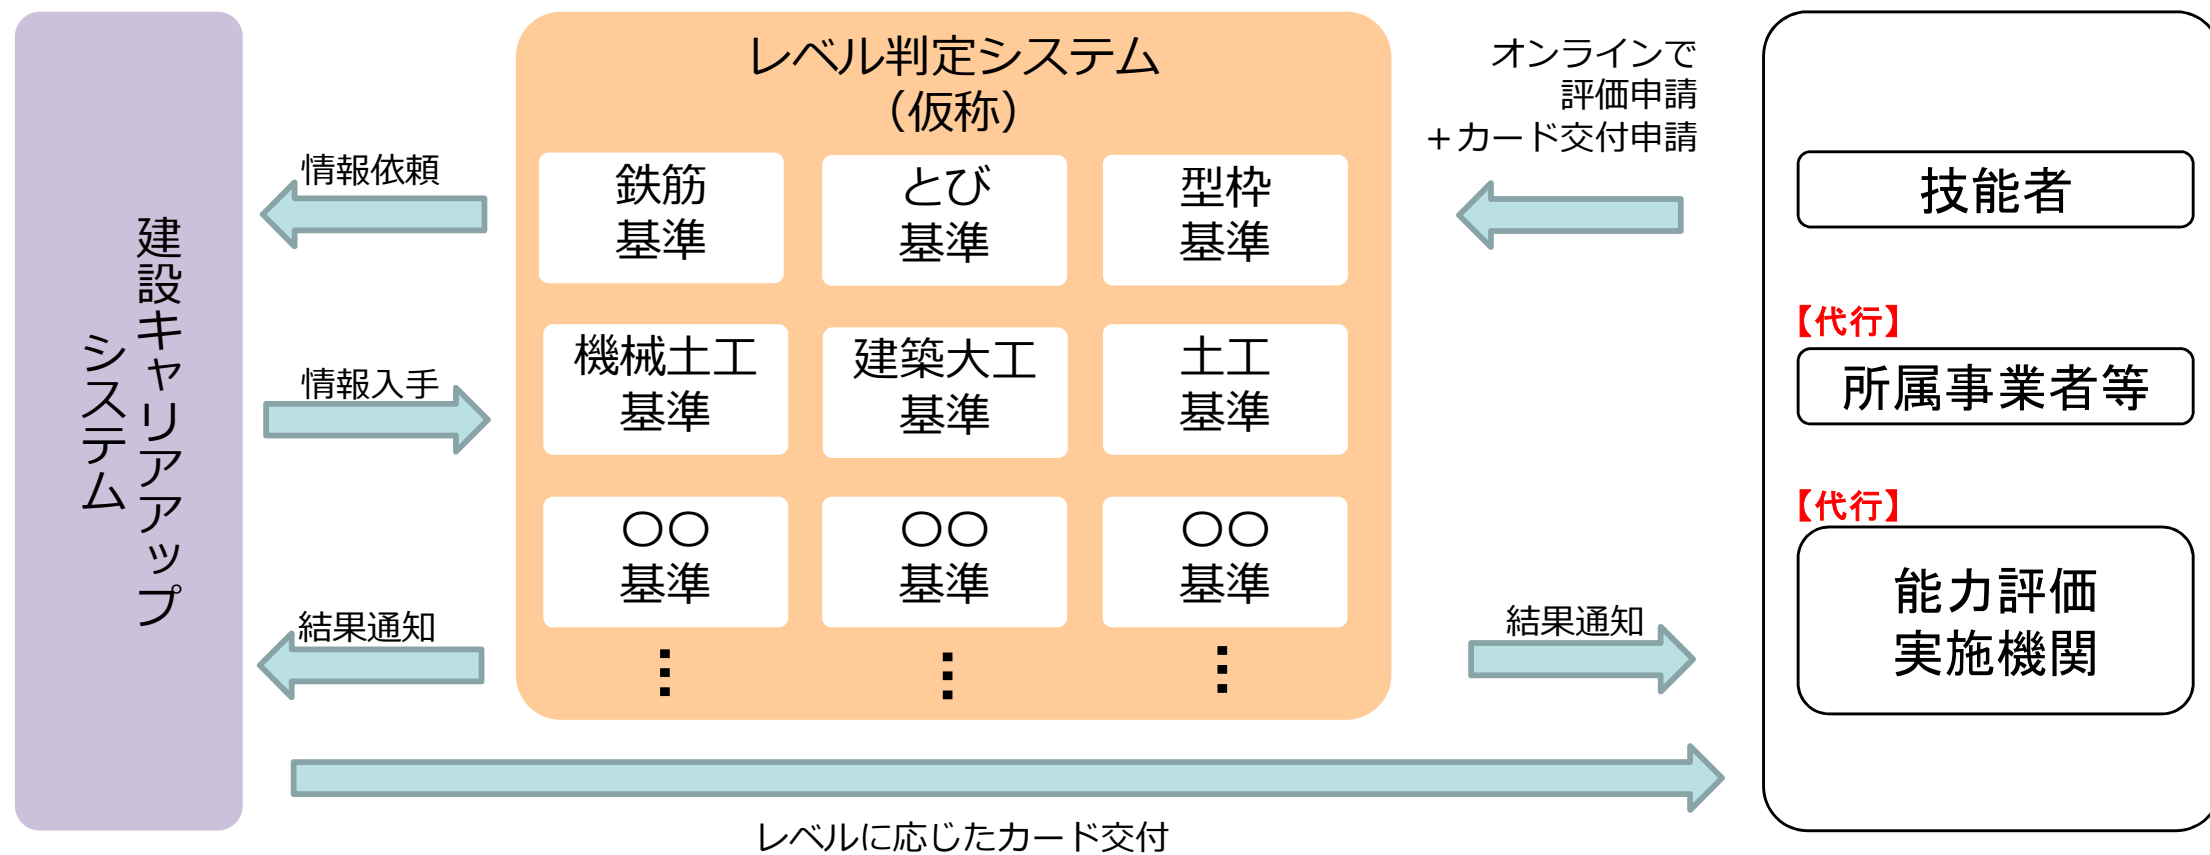 建設キャリアアップ
システム
情報依頼
情報入手
結果通知
レベル判定システム
（仮称）
鉄筋
基準
とび
基準
型枠
基準
機械土工
基準
建築大工
基準
土工
基準
〇〇
基準
〇〇
基準
〇〇
基準
⋮
⋮
⋮
オンラインで
評価申請
＋カード交付申請
結果通知
技能者
【代行】
所属事業者等
【代行】
能力評価
実施機関
レベルに応じたカード交付